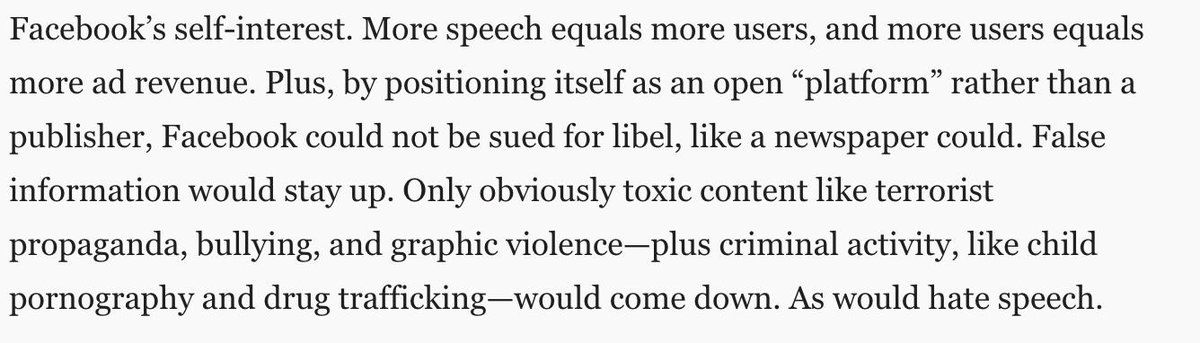 Facebook’s self-interest. More speech equals more users, and more users equals
more ad revenue. Plus, by positioning itself as an open “platform” rather than a
publisher, Facebook could not be sued for libel, like a newspaper could. False
information would stay up. Only obviously toxic content like terrorist
propaganda, bullying, and graphic violence—plus criminal activity, like child
pornography and drug trafficking—would come down. As would hate speech.